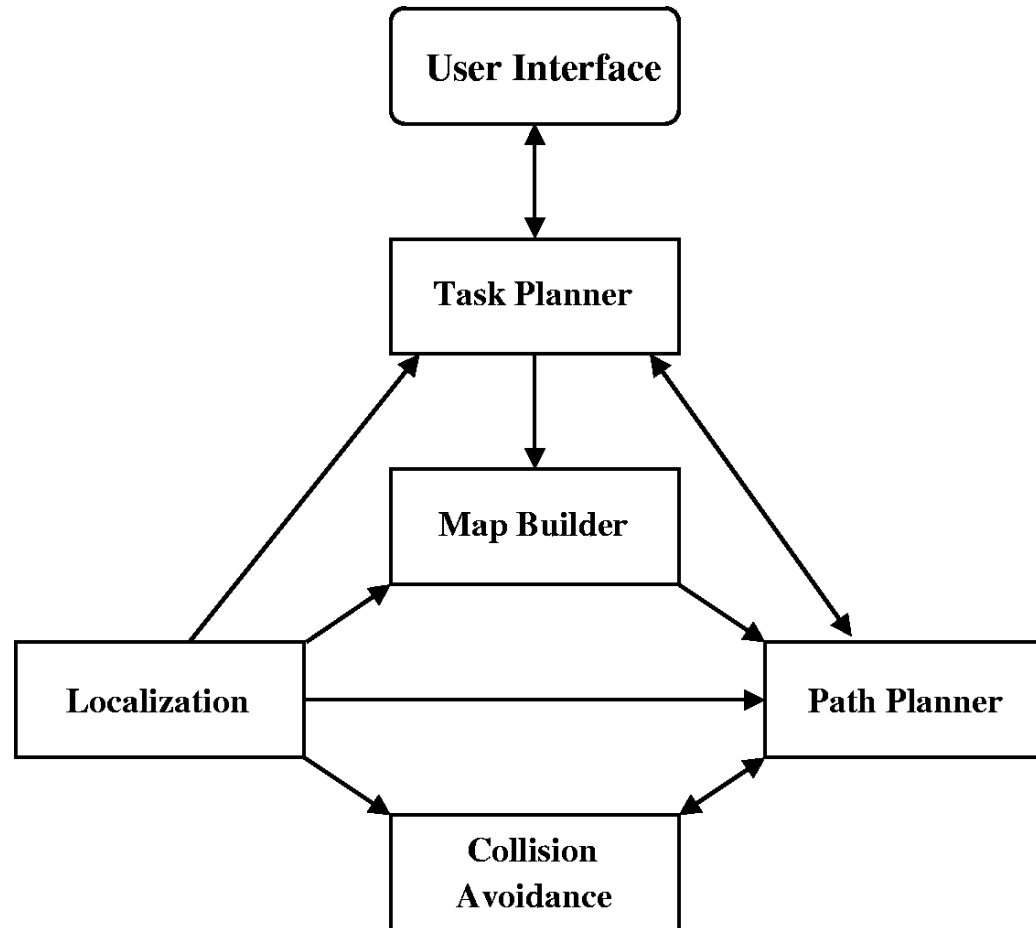 User Interface
Task Planner
Map Builder
Localization
Path Planner
Collision
Avoidance